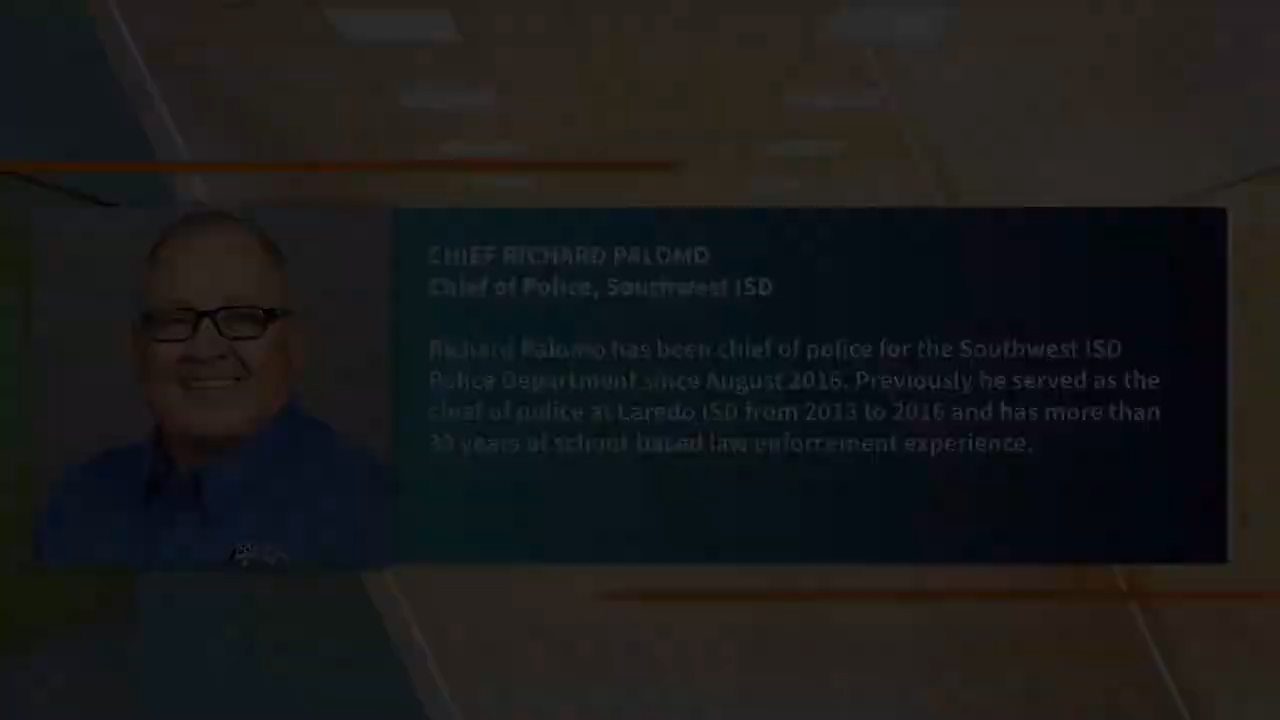 CHIEF RICHARD PALOMO
Chief of Police, Southwest ISD
Richard Palomo has been chief of police for the Southwest ISD
Police Department since August 2016. Previously he served as the
chief of police at Laredo ISD from 2013 to 2016 and has more than
30 years of school-based law enforcement experience.